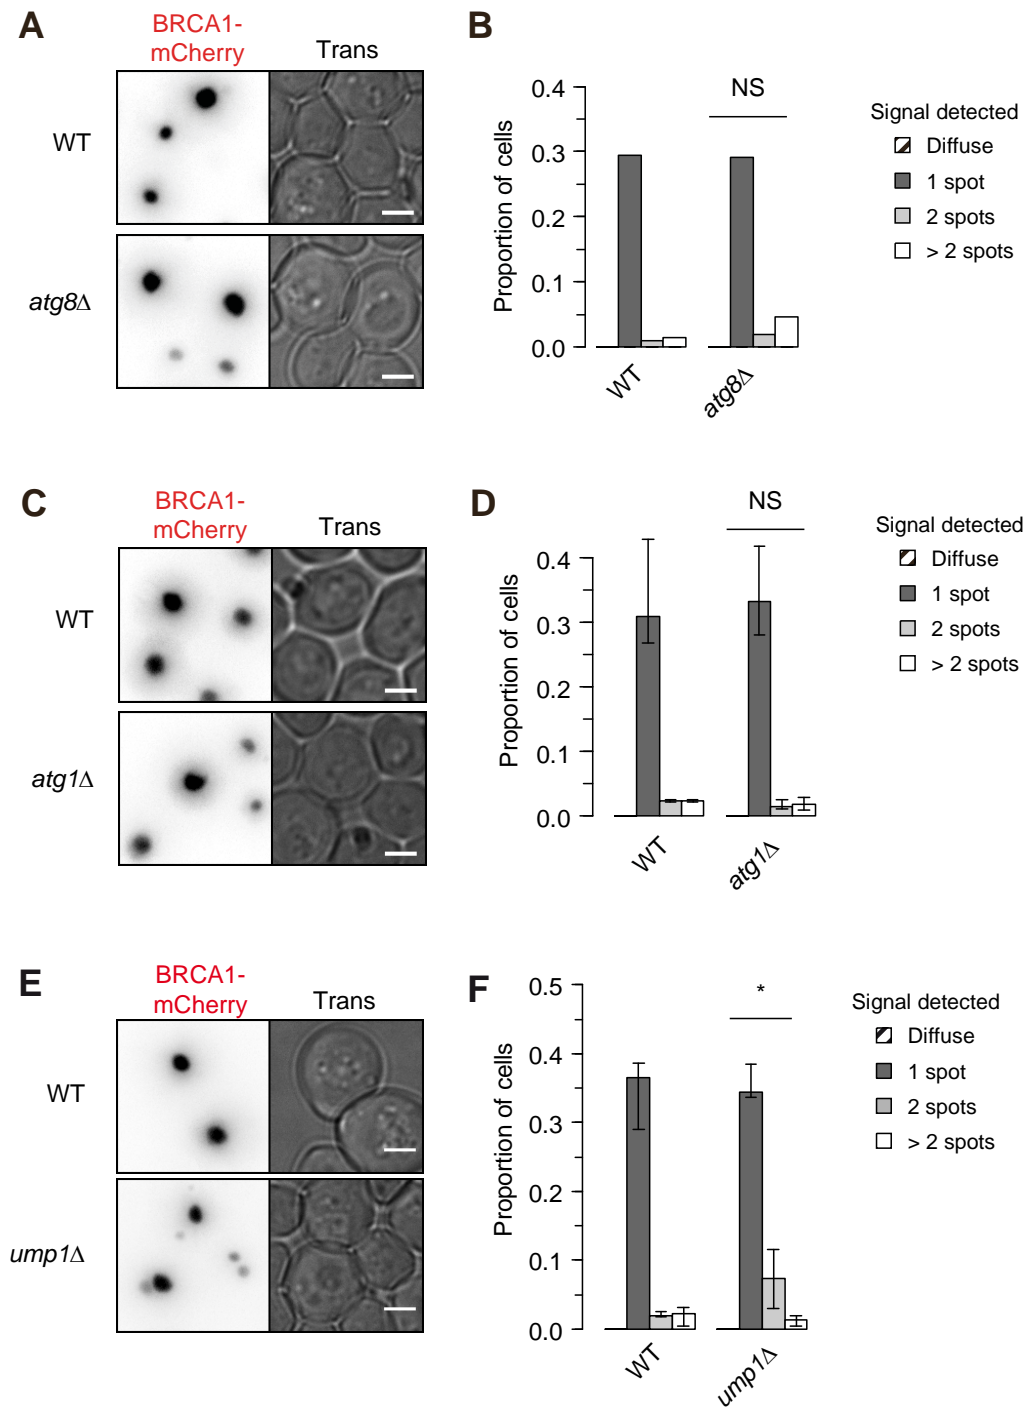 A
BRCA1-
mCherry
Trans
WT
atg8Δ
B
NS
Proportion of cells
0.4
0.3
0.2
0.1
0.0
WT
atg8Δ
Signal detected
Diffuse
1 spot
2 spots
> 2 spots
C
BRCA1-
mCherry
Trans
WT
atg1Δ
D
NS
Proportion of cells
0.4
0.3
0.2
0.1
0.0
WT
atg1Δ
Signal detected
Diffuse
1 spot
2 spots
> 2 spots
E
BRCA1-
mCherry
Trans
WT
ump1Δ
F
*
Proportion of cells
0.5
0.4
0.3
0.2
0.1
0.0
WT
ump1Δ
Signal detected
Diffuse
1 spot
2 spots
> 2 spots